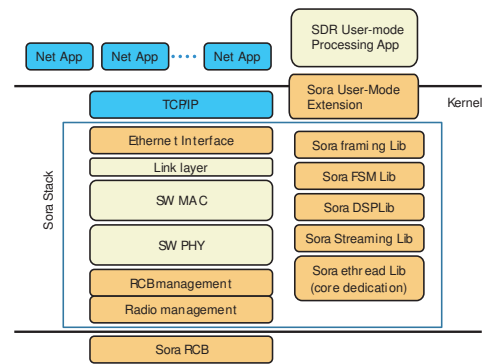 SDR User-mode
Processing App
Net App
Net App
Net App
Sora User-Mode
Extension
Kernel
TCP/IP
Sora Stack
Ethernet Interface
Link layer
SW MAC
SW PHY
RCB management
Radio management
Sora framing Lib
Sora FSM Lib
Sora DSPLib
Sora Streaming Lib
Sora ethread Lib
(core dedication)
Sora RCB